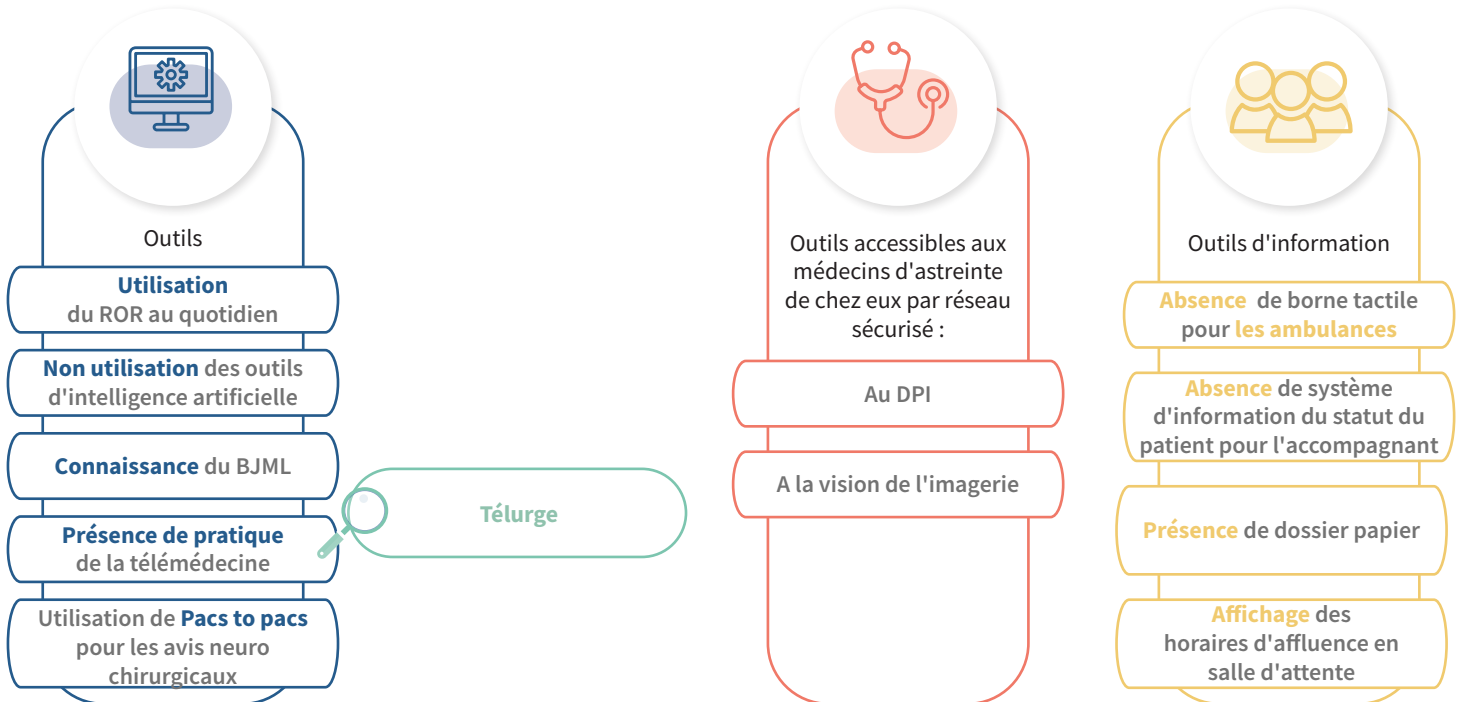 Outils
Utilisation
du ROR au quotidien
Non utilisation des outils
d'intelligence artificielle
Connaissance du BJML
Présence de pratique
de la télémédecine
Utilisation de Pacs to pacs
pour les avis neuro
chirurgicaux
Télurge
Outils accessibles aux
médecins d'astreinte
de chez eux par réseau
sécurisé :
Au DPI
A la vision de l'imagerie
Outils d'information
Absence de borne tactile
pour les ambulances
Absence de système
d'information du statut du
patient pour l'accompagnant
Présence de dossier papier
Affichage des
horaires d'affluence en
salle d'attente